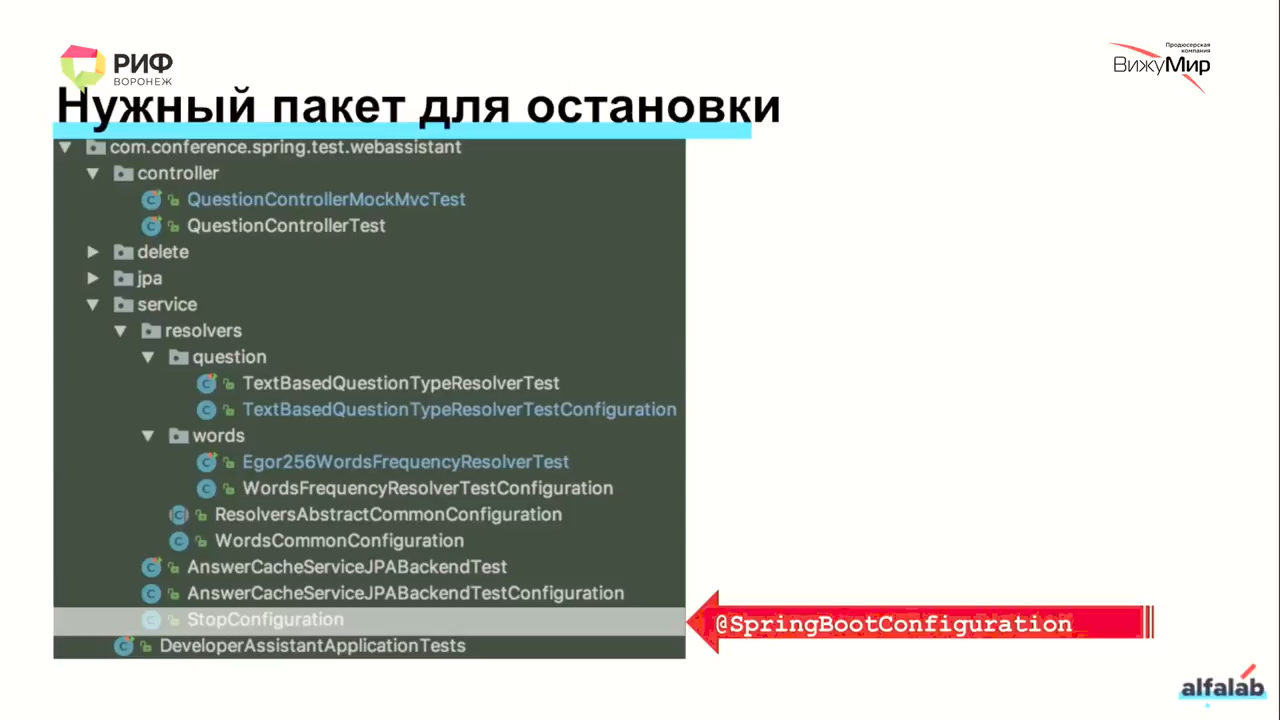 РИФ
ВОРОНЕЖ
Продюсерская
компания
ВижуМир
Нужный пакет для остановки
com.conference.spring.test.webassistant
controller
QuestionControllerMockMvcTest
QuestionControllerTest
delete
jpa
service
resolvers
question
TextBasedQuestionTypeResolverTest
TextBasedQuestionTypeResolverTestConfiguration
words
Egor256WordsFrequencyResolverTest
WordsFrequencyResolverTestConfiguration
ResolversAbstractCommonConfiguration
WordsCommonConfiguration
AnswerCacheServiceJPABackendTest
AnswerCacheServiceJPABackendTestConfiguration
StopConfiguration
@SpringBootConfiguration
DeveloperAssistantApplicationTests
alfalab